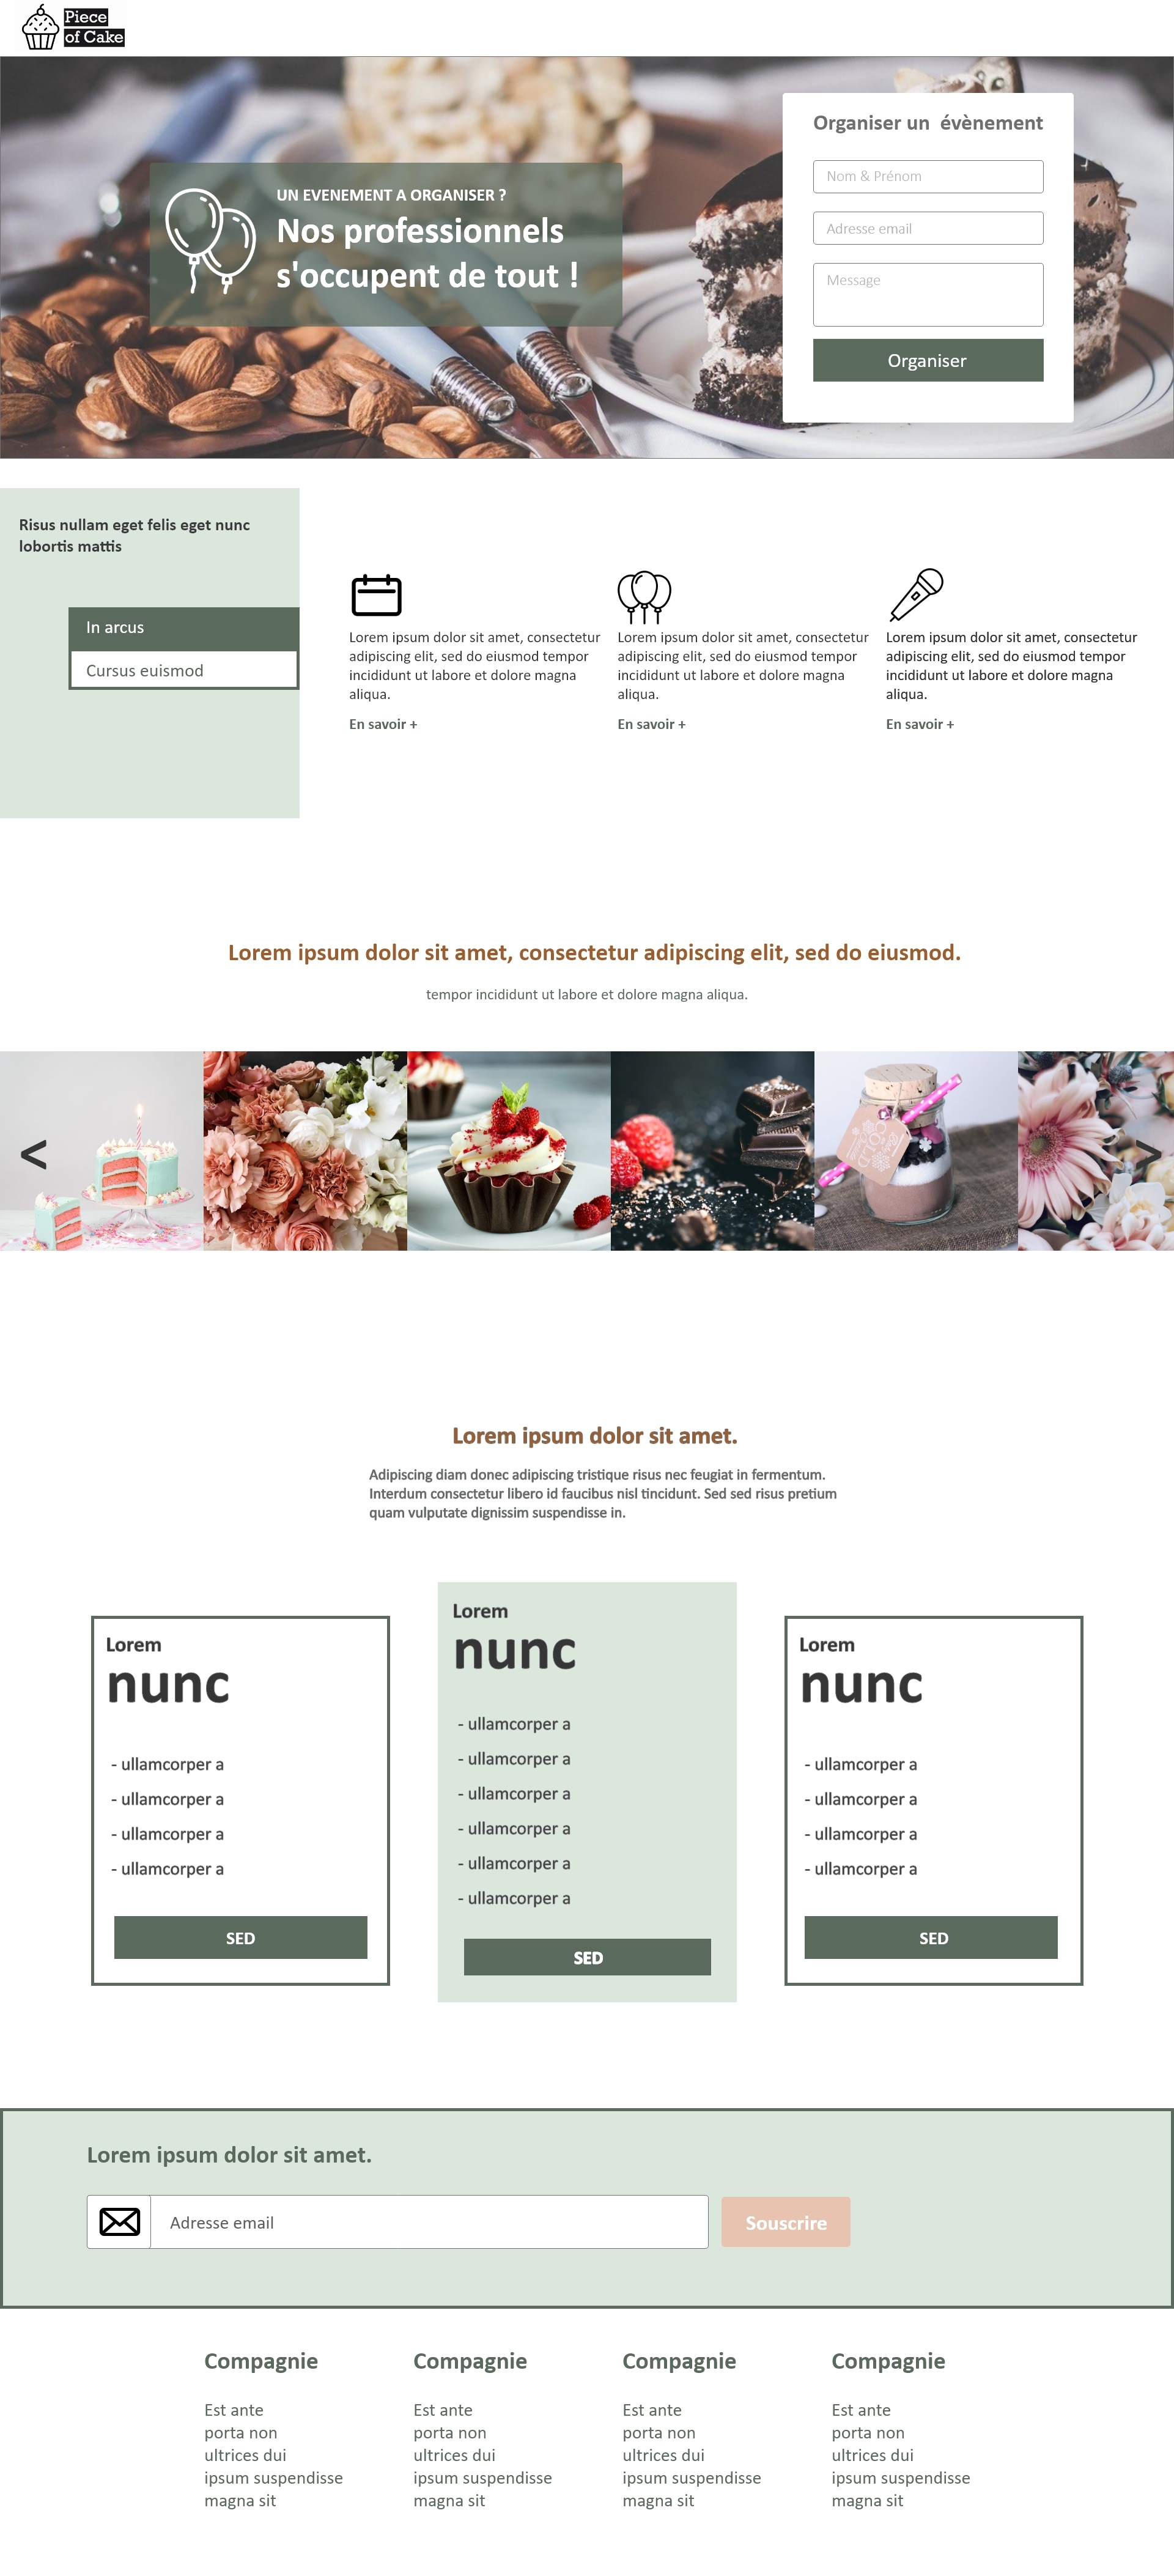 Piece
of Cake
Organiser un  évènement
Nom & Prénom
Adresse email
Message
Organiser
UN EVENEMENT A ORGANISER ?
Nos professionnels
s'occupent de tout !
Risus nullam eget felis eget nunc
lobortis mattis
In arcus
Cursus euismod
Lorem ipsum dolor sit amet, consectetur
adipiscing elit, sed do eiusmod tempor
incididunt ut labore et dolore magna
aliqua.
En savoir +
Lorem ipsum dolor sit amet, consectetur
adipiscing elit, sed do eiusmod tempor
incididunt ut labore et dolore magna
aliqua.
En savoir +
Lorem ipsum dolor sit amet, consectetur
adipiscing elit, sed do eiusmod tempor
incididunt ut labore et dolore magna
aliqua.
En savoir +
Lorem ipsum dolor sit amet, consectetur adipiscing elit, sed do eiusmod.
tempor incididunt ut labore et dolore magna aliqua.
< >
Lorem ipsum dolor sit amet.
Adipiscing diam donec adipiscing tristique risus nec feugiat in fermentum.
Interdum consectetur libero id faucibus nisl tincidunt. Sed sed risus pretium
quam vulputate dignissim suspendisse in.
Lorem
nunc
- ullamcorper a
- ullamcorper a
- ullamcorper a
- ullamcorper a
SED
Lorem
nunc
- ullamcorper a
- ullamcorper a
- ullamcorper a
- ullamcorper a
- ullamcorper a
- ullamcorper a
SED
Lorem
nunc
- ullamcorper a
- ullamcorper a
- ullamcorper a
- ullamcorper a
SED
Lorem ipsum dolor sit amet.
Adresse email
Souscrire
Compagnie
Est ante
porta non
ultrices dui
ipsum suspendisse
magna sit
Compagnie
Est ante
porta non
ultrices dui
ipsum suspendisse
magna sit
Compagnie
Est ante
porta non
ultrices dui
ipsum suspendisse
magna sit
Compagnie
Est ante
porta non
ultrices dui
ipsum suspendisse
magna sit